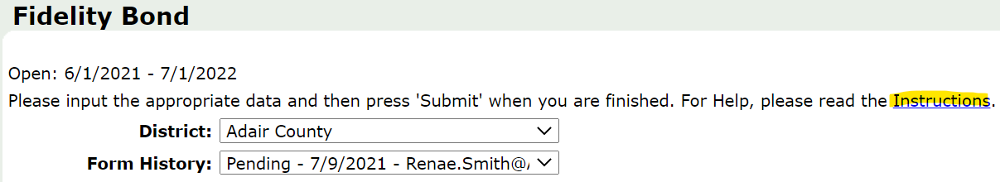 Fidelity Bond
Open: 6/1/2021 - 7/1/2022
Please input the appropriate data and then press 'Submit' when you are finished. For Help, please read the Instructions.
District: Adair County
Form History: Pending - 7/9/2021 - Renae.Smith@